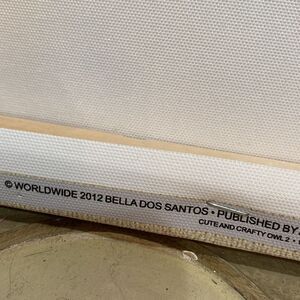 © WORLDWIDE 2012 BELLA DOS SANTOS • PUBLISHED BY
CUTE AND CRAFTY OWL 2 •